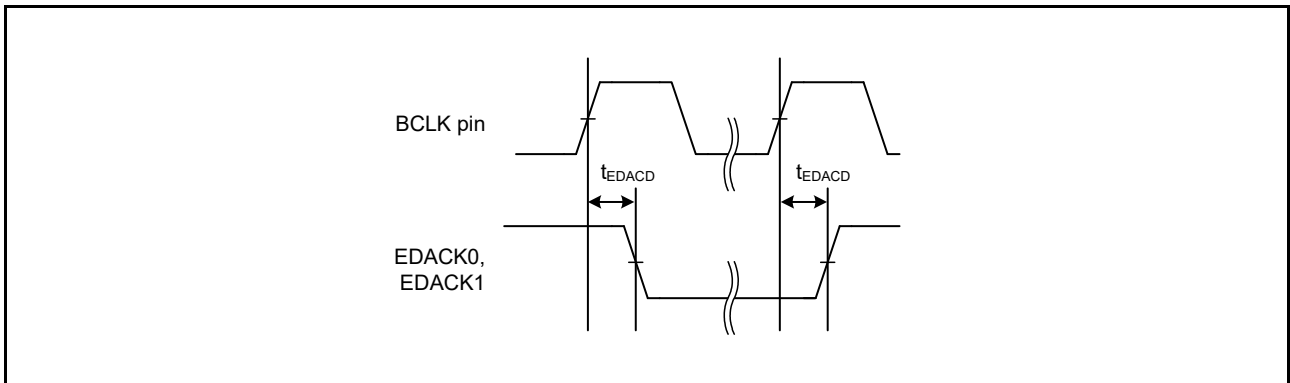 BCLK pin
tEDACD
tEDACD
EDACK0,
EDACK1